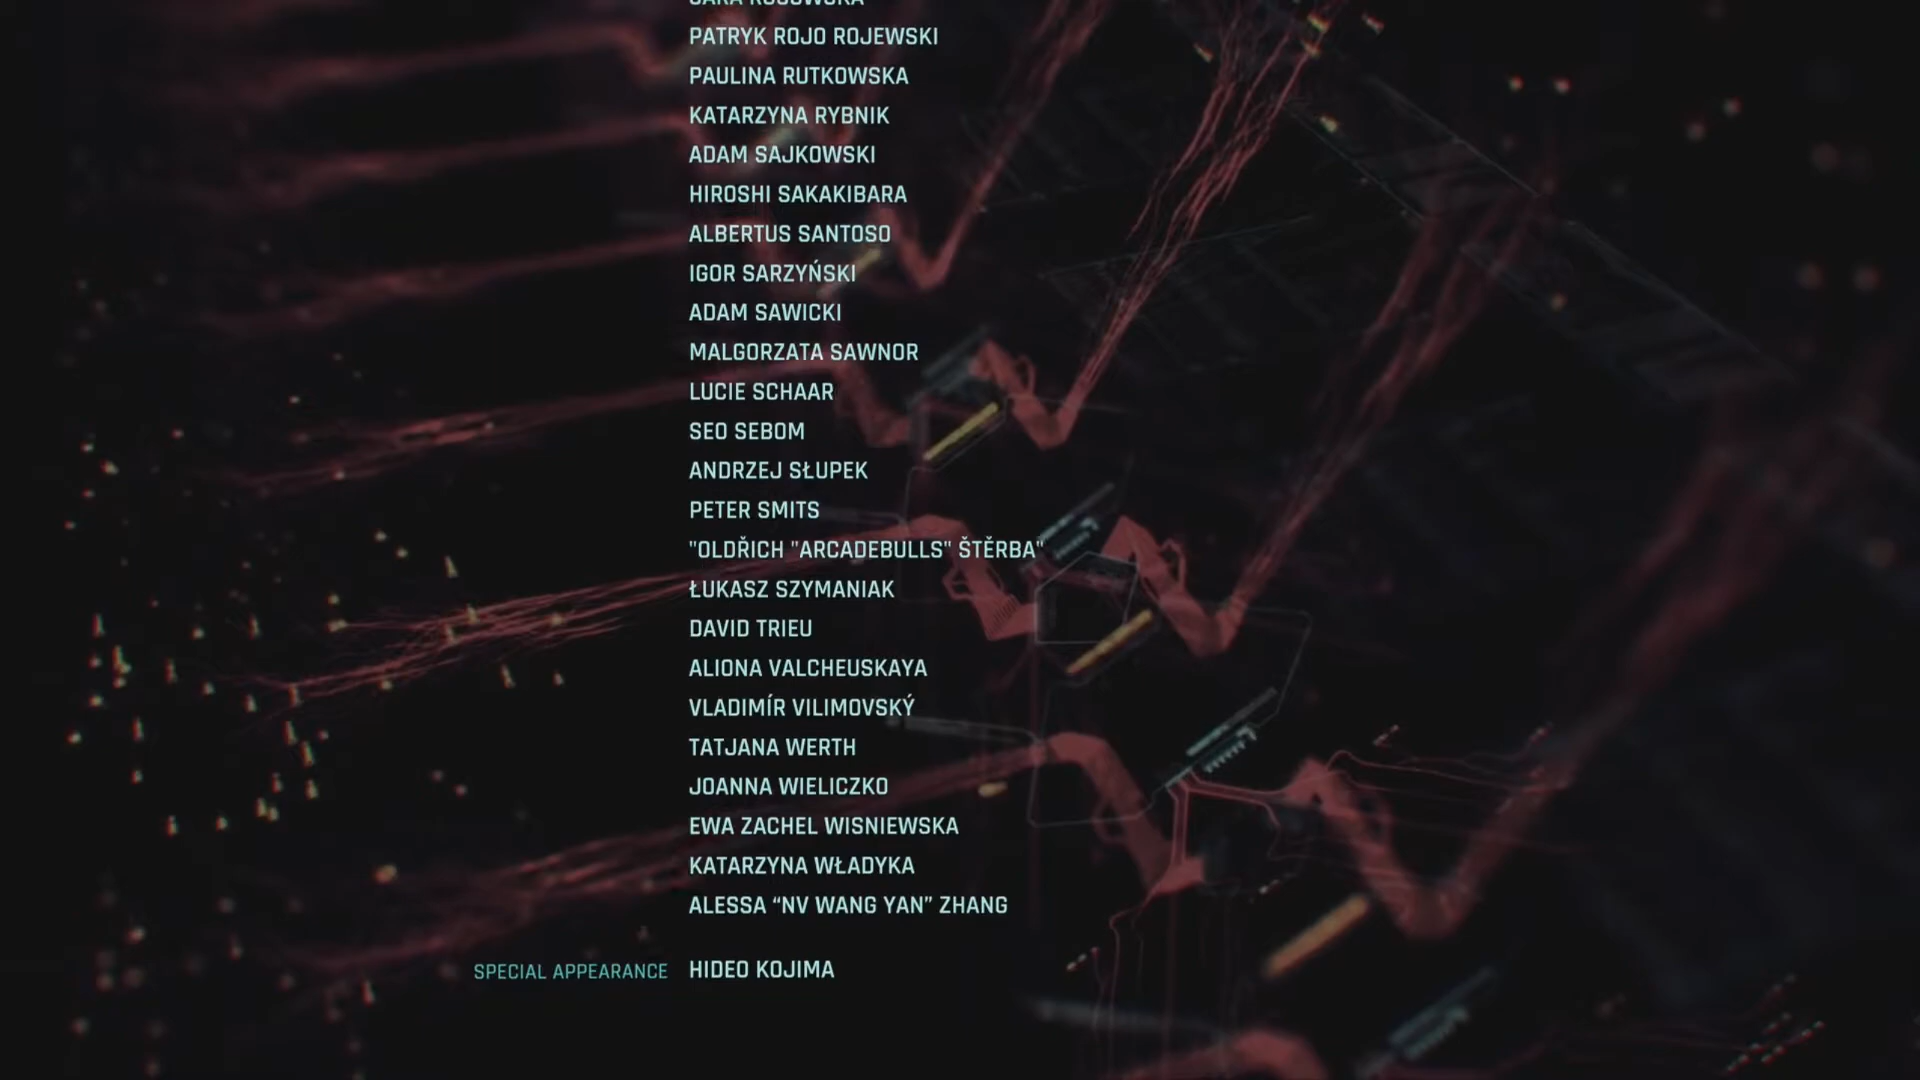 SARA ROSOWSKA
PATRYK ROJO ROJEWSKI
PAULINA RUTKOWSKA
KATARZYNA RYBNIK
ADAM SAJKOWSKI
HIROSHI SAKAKIBARA
ALBERTUS SANTOSO
IGOR SARZYŃSKI
ADAM SAWICKI
MALGORZATA SAWNOR
LUCIE SCHAAR
SEO SEBOM
ANDRZEJ SŁUPEK
PETER SMITS
"OLDŘICH "ARCADEBULLS" ŠTĚRBA"
ŁUKASZ SZYMANIAK
DAVID TRIEU
ALIONA VALCHEUSKAYA
VLADIMÍR VILIMOVSKÝ
TATJANA WERTH
JOANNA WIELICZKO
EWA ZACHEL WISNIEWSKA
KATARZYNA WŁADYKA
ALESSA “NV WANG YAN” ZHANG
SPECIAL APPEARANCE HIDEO KOJIMA